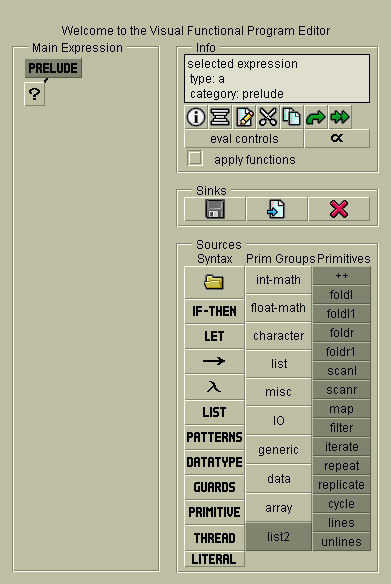 Welcome to the Visual Functional Program Editor
Main Expression
PRELUDE
?
Info
selected expression
type: a
category: prelude
eval controls
α
apply functions
Sinks
Sources
Syntax
IF-THEN
LET
→
λ
LIST
PATTERNS
DATATYPE
GUARDS
PRIMITIVE
THREAD
LITERAL
Prim Groups
int-math
float-math
character
list
misc
IO
generic
data
array
list2
Primitives
++
foldl
foldl1
foldr
foldr1
scanl
scanr
map
filter
iterate
repeat
replicate
cycle
lines
unlines